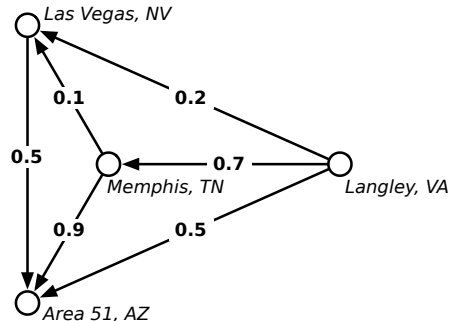 Las Vegas, NV
0.1
0.2
0.5
0.7
Memphis, TN
Langley, VA
0.9
0.5
Area 51, AZ